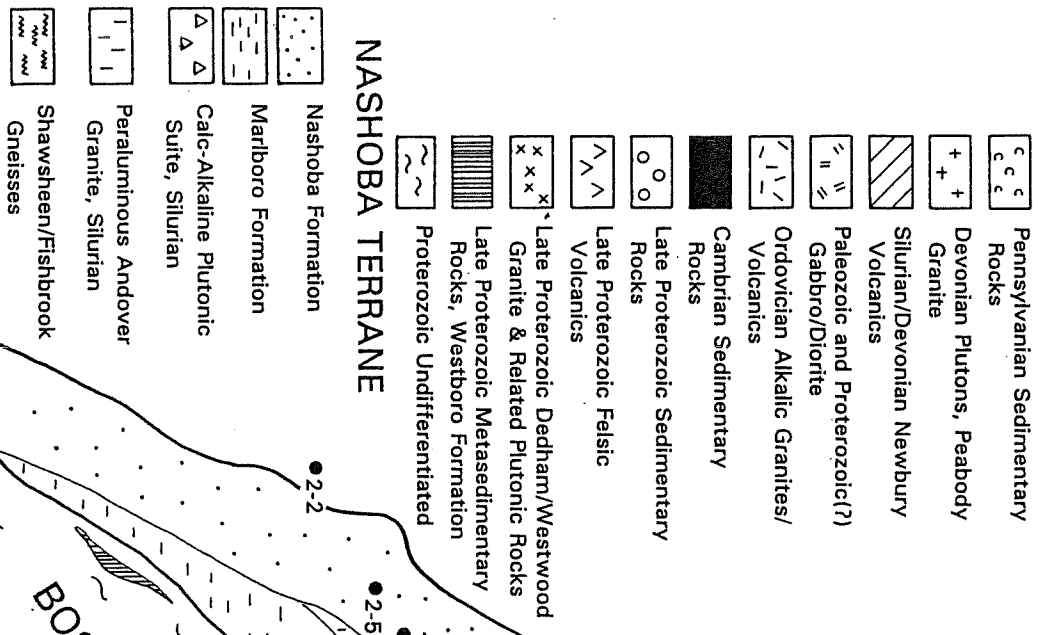 Pennsylvanian Sedimentary
Rocks
Devonian Plutons, Peabody
Granite
Silurian/Devonian Newbury
Volcanics
Paleozoic and Proterozoic(?)
Gabbro/Diorite
Ordovician Alkalic Granites/
Volcanics
Cambrian Sedimentary
Rocks
Late Proterozoic Sedimentary
Rocks
Late Proterozoic Felsic
Volcanics
Late Proterozoic Dedham/Westwood
Granite & Related Plutonic Rocks
Late Proterozoic Metasedimentary
Rocks, Westboro Formation
Proterozoic Undifferentiated
NASHOBA TERRANE
Nashoba Formation
Marlboro Formation
Calc-Alkaline Plutonic
Suite, Silurian
Peraluminous Andover
Granite, Silurian
Shawsheen/Fishbrook
Gneisses
2-2
2-5
BOS